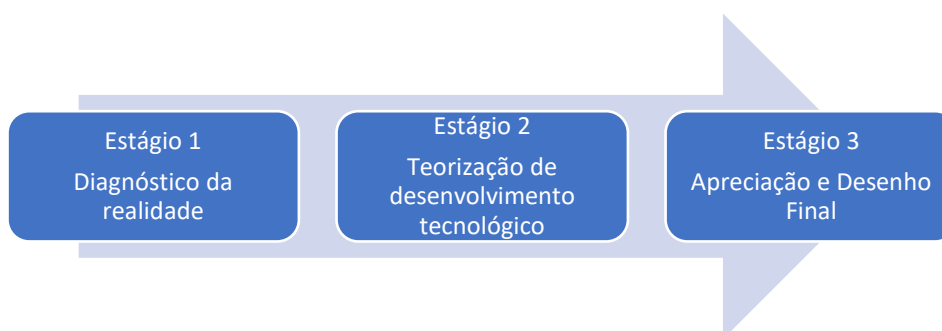 Estágio 1
Diagnóstico da
realidade
Estágio 2
Teorização de
desenvolvimento
tecnológico
Estágio 3
Apreciação e Desenho
Final